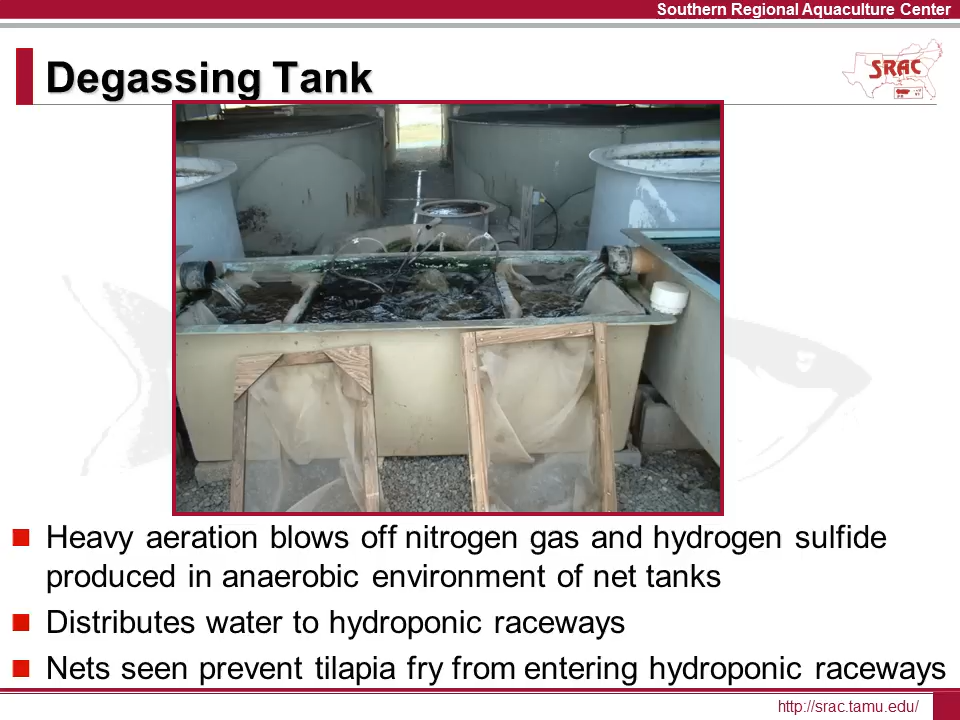 Southern Regional Aquaculture Center
Degassing Tank
SRAC
Heavy aeration blows off nitrogen gas and hydrogen sulfide
produced in anaerobic environment of net tanks
Distributes water to hydroponic raceways
Nets seen prevent tilapia fry from entering hydroponic raceways
http://srac.tamu.edu/